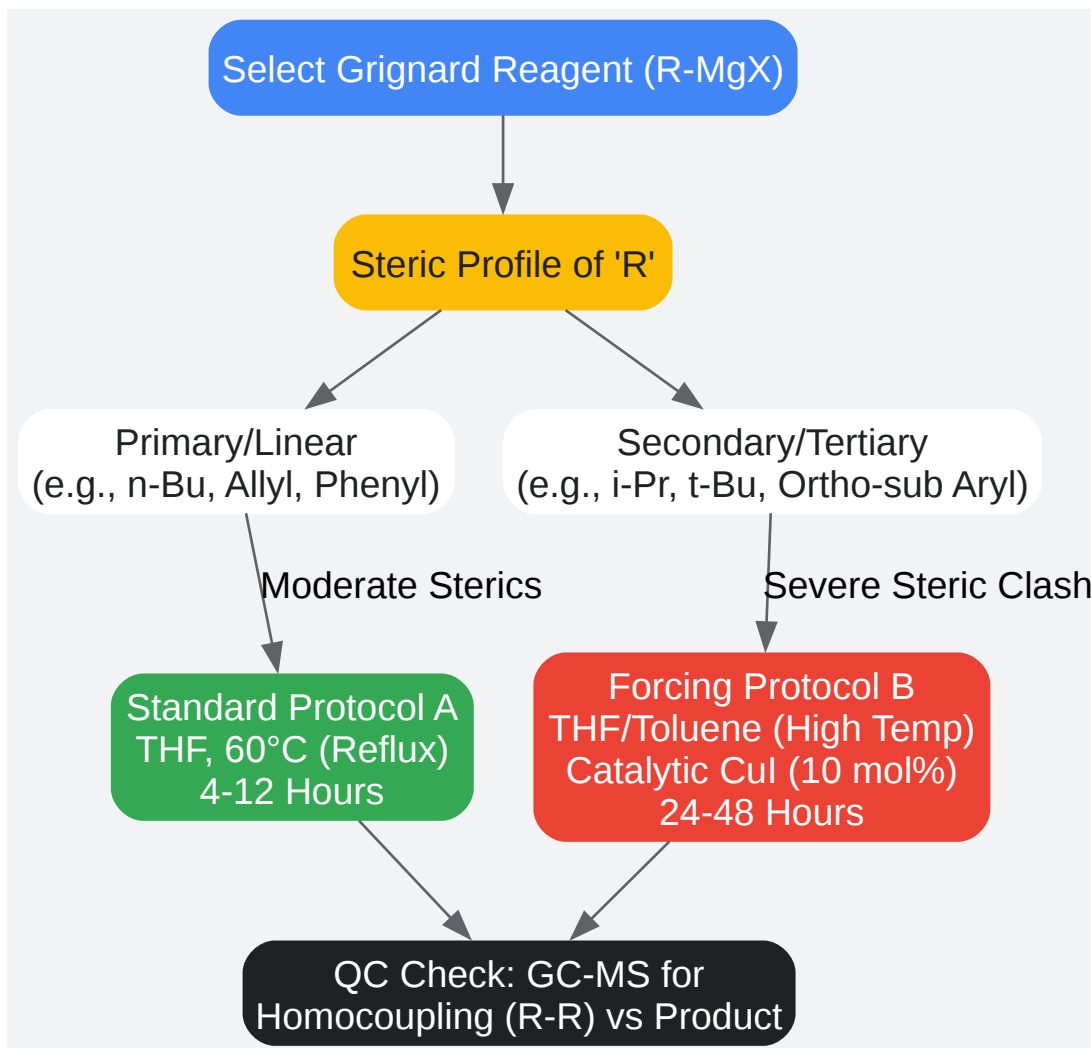 Select Grignard Reagent (R-MgX)
Steric Profile of 'R'
Primary/Linear
(e.g., n-Bu, Allyl, Phenyl)
Secondary/Tertiary
(e.g., i-Pr, t-Bu, Ortho-sub Aryl)
Moderate Sterics
Severe Steric Clash
Standard Protocol A
THF, 60°C (Reflux)
4-12 Hours
Forcing Protocol B
THF/Toluene (High Temp)
Catalytic CuI (10 mol%)
24-48 Hours
QC Check: GC-MS for
Homocoupling (R-R) vs Product